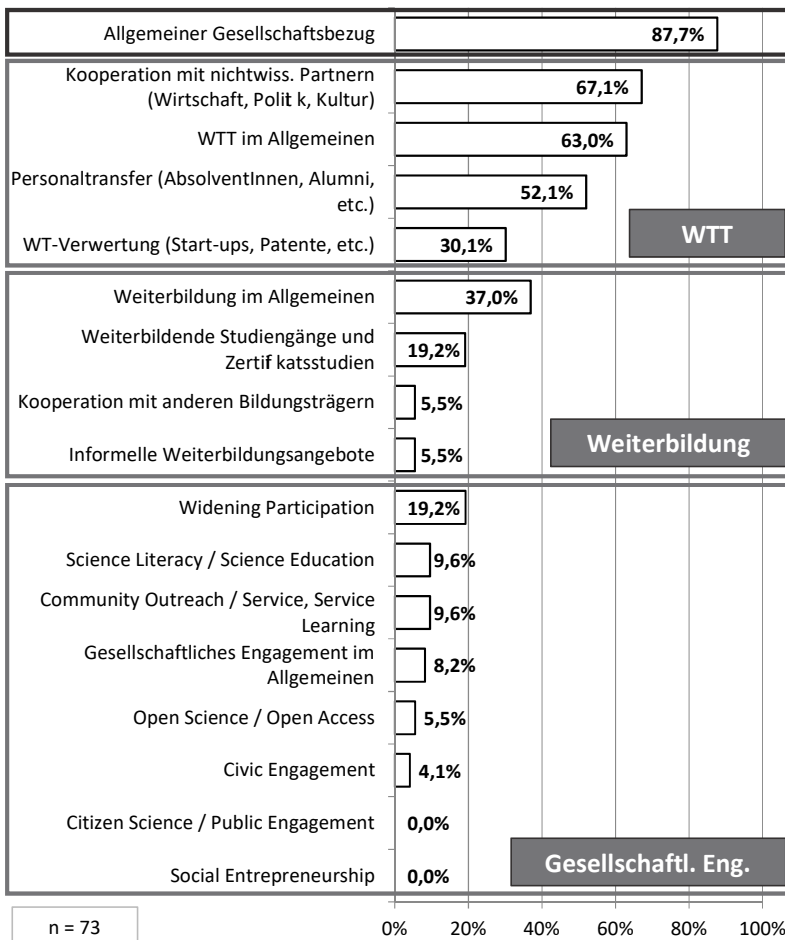 Allgemeiner Gesellschaftsbezug 87,7%
Kooperation mit nichtwiss. Partnern
(Wirtschaft, Polit k, Kultur) 67,1%
WTT im Allgemeinen 63,0%
Personaltransfer (AbsolventInnen, Alumni,
etc.) 52,1%
WT-Verwertung (Start-ups, Patente, etc.) 30,1%
WTT
Weiterbildung im Allgemeinen 37,0%
Weiterbildende Studiengänge und
Zertif katsstudien 19,2%
Kooperation mit anderen Bildungsträgern 5,5%
Informelle Weiterbildungsangebote 5,5%
Weiterbildung
Widening Participation 19,2%
Science Literacy / Science Education 9,6%
Community Outreach / Service, Service
Learning 9,6%
Gesellschaftliches Engagement im
Allgemeinen 8,2%
Open Science / Open Access 5,5%
Civic Engagement 4,1%
Citizen Science / Public Engagement 0,0%
Social Entrepreneurship 0,0%
Gesellschaftl. Eng.
n = 73
0% 20% 40% 60% 80% 100%